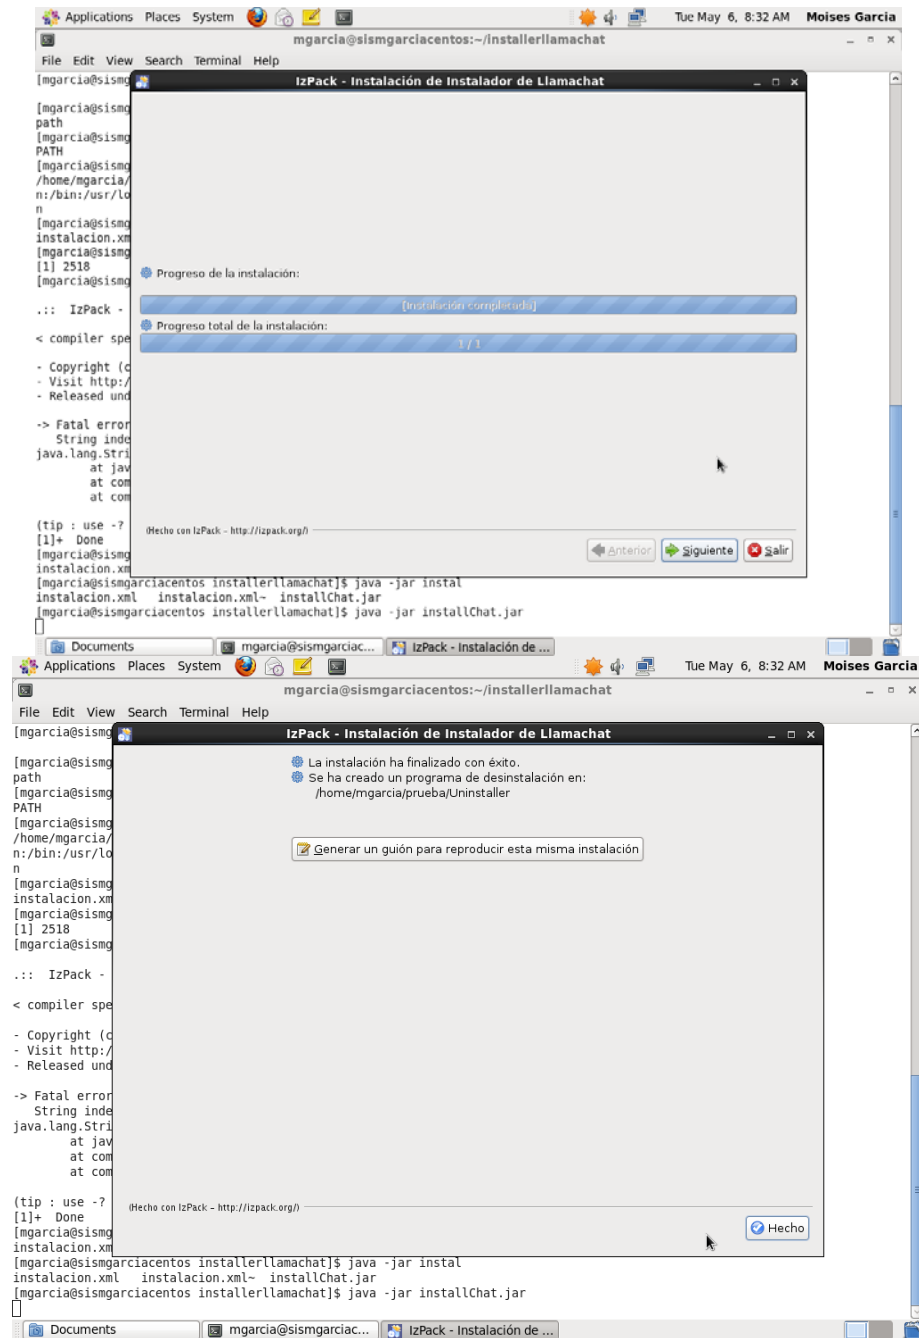 Applications Places System Tue May 6, 8:32 AM Moises Garcia
mgarcia@sismgarciacentos:~/installerllamachat
File Edit View Search Terminal Help
[mgarcia@sismg
IzPack - Instalación de Instalador de Llamachat
[mgarcia@sismg
path
[mgarcia@sismg
PATH
[mgarcia@sismg
/home/mgarcia/
n:/bin:/usr/lo
n
[mgarcia@sismg
instalacion.xm
[mgarcia@sismg
[1] 2518
[mgarcia@sismg
Progreso de la instalación:
.:: IzPack -
[Instalación completada]
Progreso total de la instalación:
< compiler spe
1 / 1
- Copyright (c
- Visit http:/
- Released und
-> Fatal error
String inde
java.lang.Stri
at jav
at com
at com
(tip : use -?
(Hecho con IzPack - http://izpack.org/)
[1]+ Done
[mgarcia@sismg
Anterior Siguiente Salir
instalacion.xm
[mgarcia@sismgarciacentos installerllamachat]$ java -jar instal
instalacion.xml instalacion.xml~ installChat.jar
[mgarcia@sismgarciacentos installerllamachat]$ java -jar installChat.jar
Documents mgarcia@sismgarciac... IzPack - Instalación de ...
Applications Places System Tue May 6, 8:32 AM Moises Garcia
mgarcia@sismgarciacentos:~/installerllamachat
File Edit View Search Terminal Help
[mgarcia@sismg
IzPack - Instalación de Instalador de Llamachat
La instalación ha finalizado con éxito.
Se ha creado un programa de desinstalación en:
/home/mgarcia/prueba/Uninstaller
[mgarcia@sismg
path
[mgarcia@sismg
PATH
[mgarcia@sismg
/home/mgarcia/
n:/bin:/usr/lo
n
Generar un guión para reproducir esta misma instalación
[mgarcia@sismg
instalacion.xm
[mgarcia@sismg
[1] 2518
[mgarcia@sismg
.:: IzPack -
< compiler spe
- Copyright (c
- Visit http:/
- Released und
-> Fatal error
String inde
java.lang.Stri
at jav
at com
at com
(tip : use -?
(Hecho con IzPack - http://izpack.org/)
[1]+ Done
[mgarcia@sismg
Hecho
instalacion.xm
[mgarcia@sismgarciacentos installerllamachat]$ java -jar instal
instalacion.xml instalacion.xml~ installChat.jar
[mgarcia@sismgarciacentos installerllamachat]$ java -jar installChat.jar
Documents mgarcia@sismgarciac... IzPack - Instalación de ...